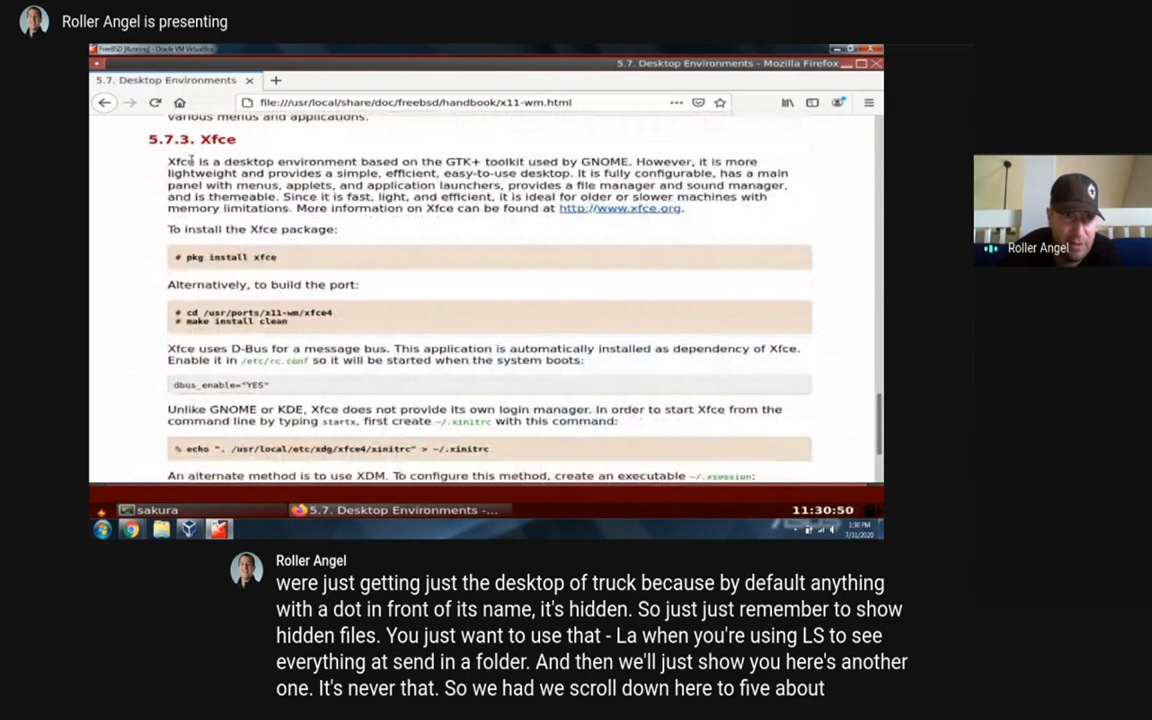 Roller Angel is presenting
FreeBSD [Running] - Oracle VM VirtualBox
5.7. Desktop Environments - Mozilla Firefox
5.7. Desktop Environments
file:///usr/local/share/doc/freebsd/handbook/x11-wm.html
various menus and applications.
5.7.3. Xfce
Xfce is a desktop environment based on the GTK+ toolkit used by GNOME. However, it is more
lightweight and provides a simple, efficient, easy-to-use desktop. It is fully configurable, has a main
panel with menus, applets, and application launchers, provides a file manager and sound manager,
and is themeable. Since it is fast, light, and efficient, it is ideal for older or slower machines with
memory limitations. More information on Xfce can be found at http://www.xfce.org.
To install the Xfce package:
# pkg install xfce
Alternatively, to build the port:
# cd /usr/ports/x11-wm/xfce4
# make install clean
Xfce uses D-Bus for a message bus. This application is automatically installed as dependency of Xfce.
Enable it in /etc/rc.conf so it will be started when the system boots:
dbus_enable="YES"
Unlike GNOME or KDE, Xfce does not provide its own login manager. In order to start Xfce from the
command line by typing startx, first create ~/.xinitrc with this command:
% echo ". /usr/local/etc/xdg/xfce4/xinitrc" > ~/.xinitrc
An alternate method is to use XDM. To configure this method, create an executable ~/.xsession:
sakura
5.7. Desktop Environments -...
11:30:50
1:30 PM
7/31/2020
Roller Angel
Roller Angel
were just getting just the desktop of truck because by default anything
with a dot in front of its name, it's hidden. So just just remember to show
hidden files. You just want to use that - La when you're using LS to see
everything at send in a folder. And then we'll just show you here's another
one. It's never that. So we had we scroll down here to five about